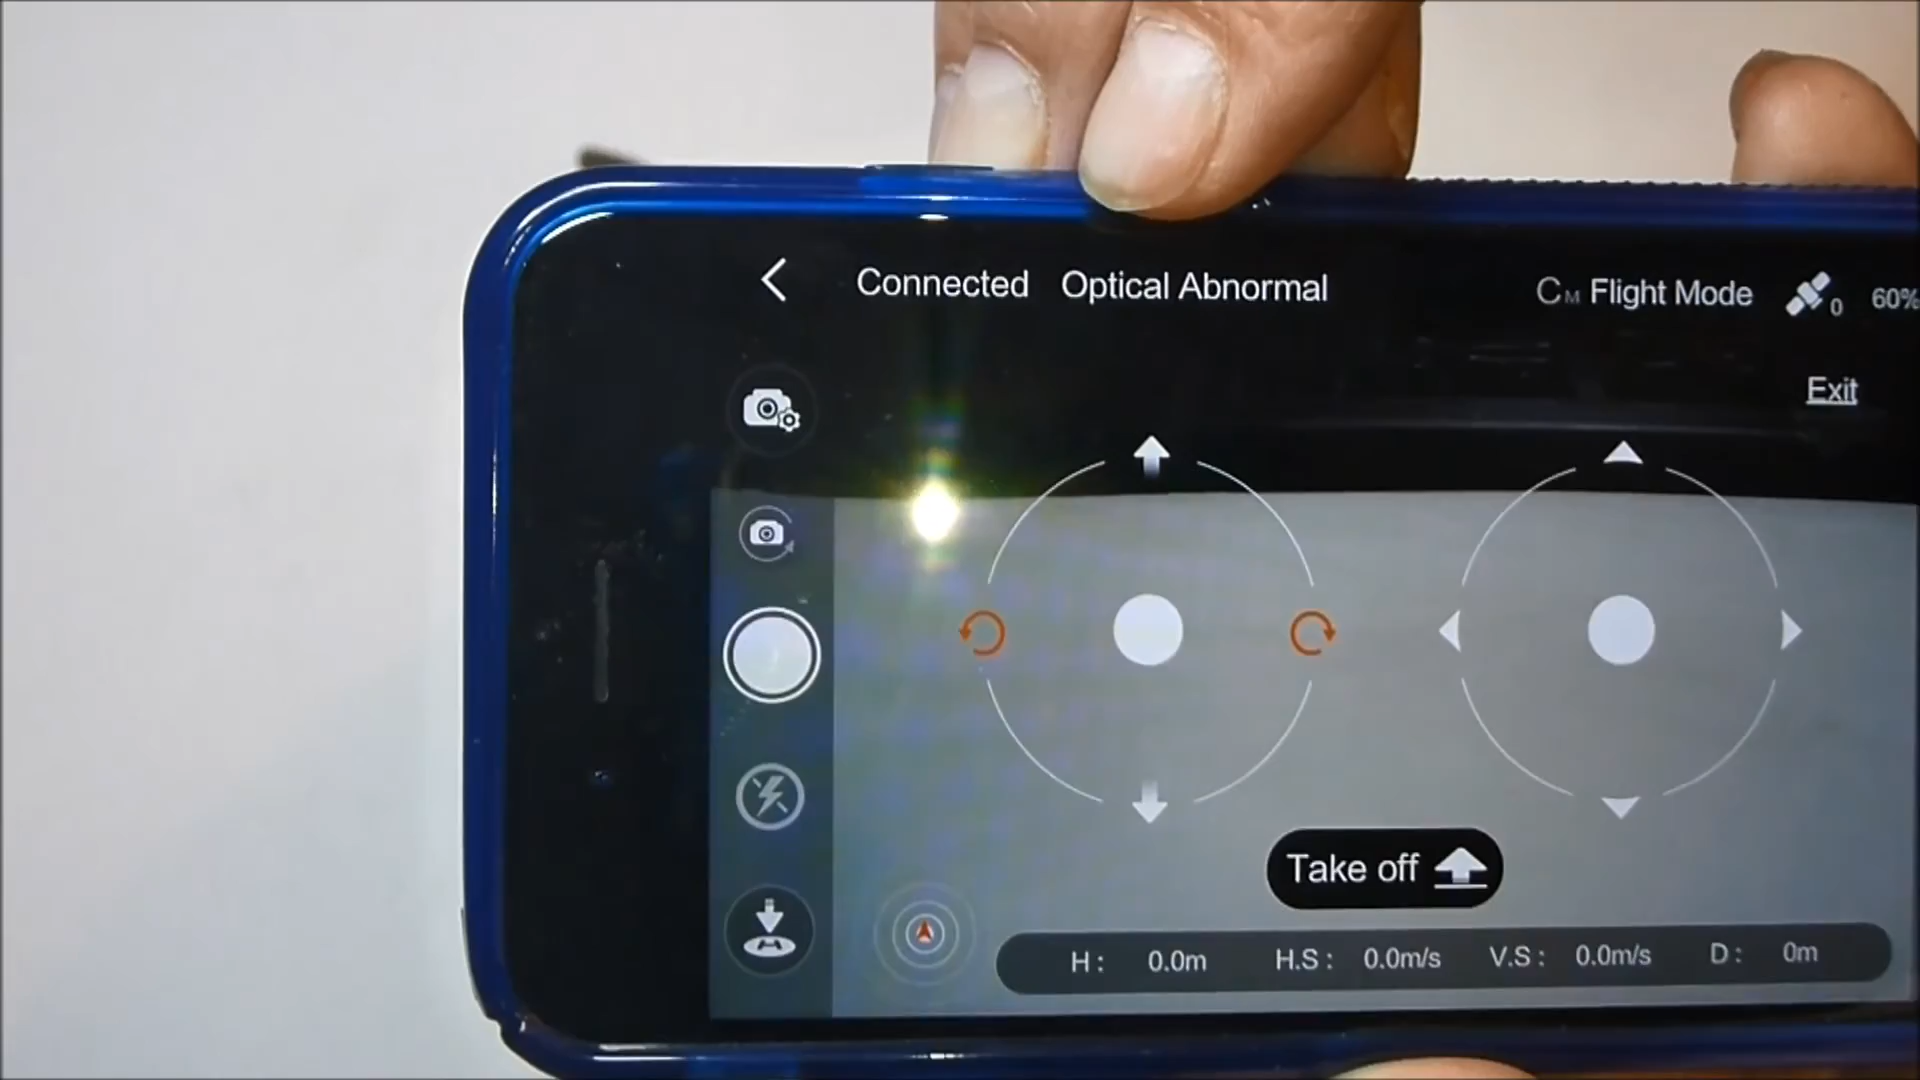 Connected Optical Abnormal CM Flight Mode 0 60%
Exit
Take off
H: 0.0m H.S: 0.0m/s V.S: 0.0m/s D: 0m